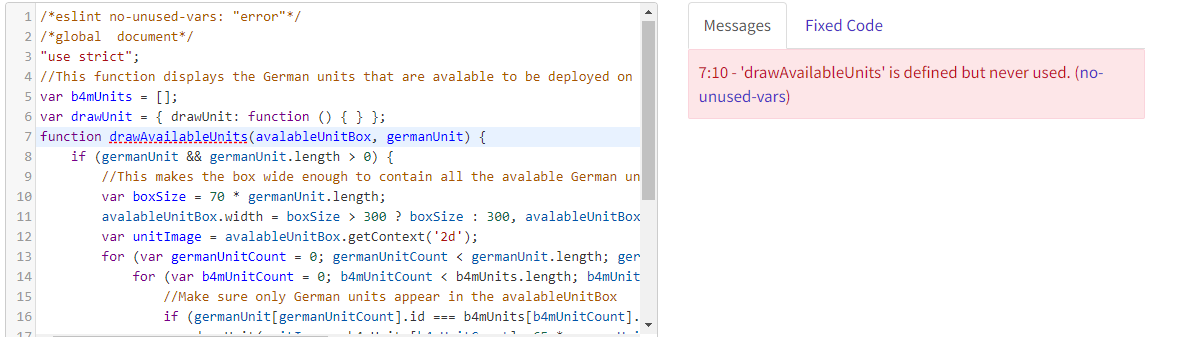 Messages
Fixed Code
1 /*eslint no-unused-vars: "error"*/
2 /*global  document*/
3 "use strict";
4 //This function displays the German units that are avalable to be deployed on
5 var b4mUnits = [];
6 var drawUnit = { drawUnit: function () { } };
7 function drawAvailableUnits(avalableUnitBox, germanUnit) {
8     if (germanUnit && germanUnit.length > 0) {
9         //This makes the box wide enough to contain all the avalable German un
10         var boxSize = 70 * germanUnit.length;
11         avalableUnitBox.width = boxSize > 300 ? boxSize : 300, avalableUnitBox
12         var unitImage = avalableUnitBox.getContext('2d');
13         for (var germanUnitCount = 0; germanUnitCount < germanUnit.length; ger
14             for (var b4mUnitCount = 0; b4mUnitCount < b4mUnits.length; b4mUnit
15                 //Make sure only German units appear in the avalableUnitBox
16                 if (germanUnit[germanUnitCount].id === b4mUnits[b4mUnitCount].
7:10 - 'drawAvailableUnits' is defined but never used. (no-
unused-vars)